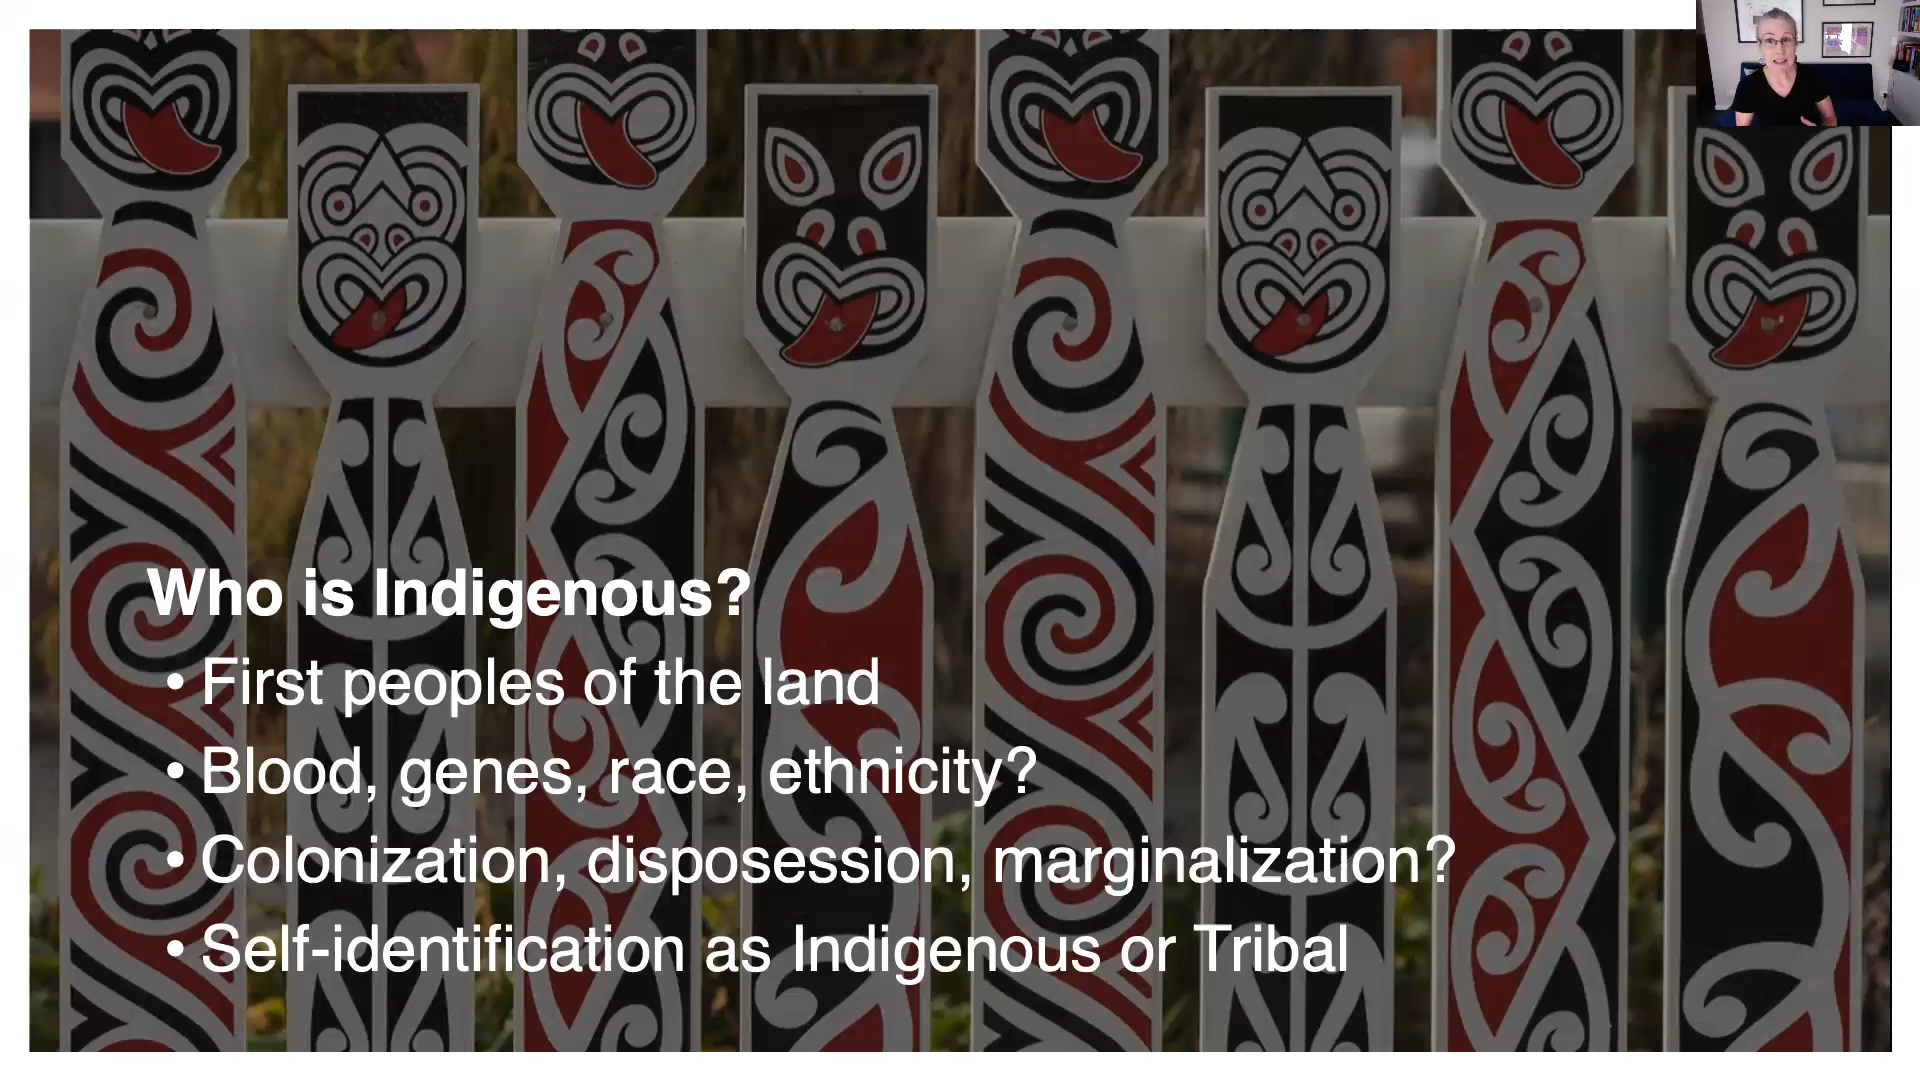 Who is Indigenous?
• First peoples of the land
• Blood, genes, race, ethnicity?
• Colonization, disposession, marginalization?
• Self-identification as Indigenous or Tribal